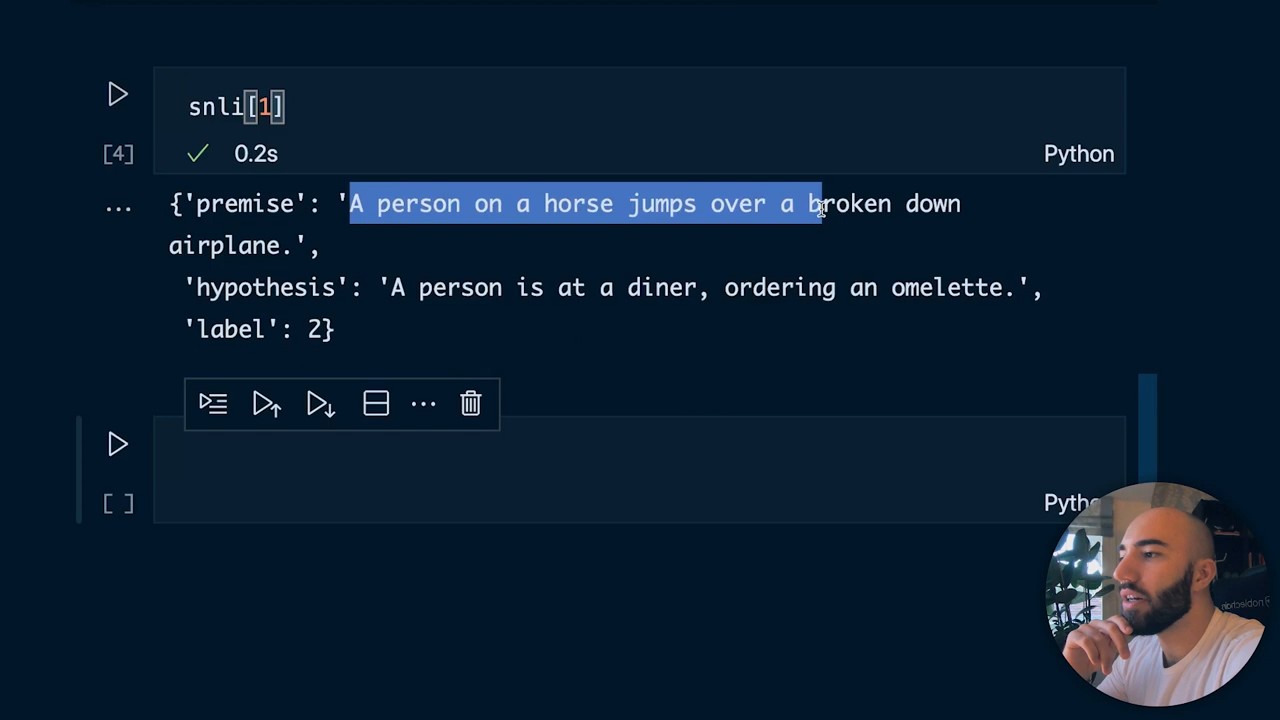 snli[1]
[4] 0.2s Python
... {'premise': 'A person on a horse jumps over a broken down
airplane.',
'hypothesis': 'A person is at a diner, ordering an omelette.',
'label': 2}
[ ]